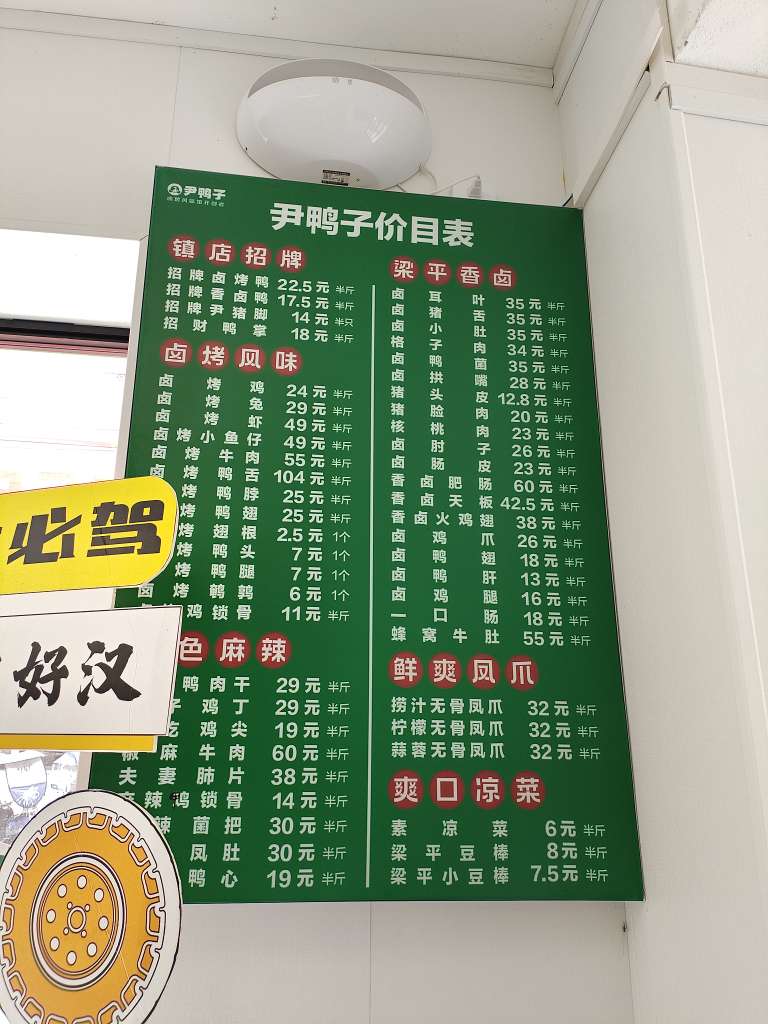 尹鸭子
尹鸭子价目表
镇店招牌
招牌卤烤鸭 22.5元 半斤
招牌香卤鸭 17.5元 半斤
招牌尹猪脚 14元 半只
招财鸭掌 18元 半斤
卤烤风味
卤烤鸡 24元 半斤
卤烤兔 29元 半斤
卤烤虾 49元 半斤
卤烤小鱼仔 49元 半斤
卤烤牛肉 55元 半斤
卤烤鸭舌 104元 半斤
烤鸭脖 25元 半斤
烤鸭翅 25元 半斤
烤翅根 2.5元 1个
烤鸭头 7元 1个
烤鸭腿 7元 1个
卤烤鹌鹑 6元 1个
鸡锁骨 11元 半斤
色麻辣
鸭肉干 29元 半斤
鸡丁 29元 半斤
鸡尖 19元 半斤
椒麻牛肉 60元 半斤
夫妻肺片 38元 半斤
麻辣鸡锁骨 14元 半斤
辣菌把 30元 半斤
凤肚 30元 半斤
鸭心 19元 半斤
梁平香卤
卤耳叶 35元 半斤
卤猪舌 35元 半斤
卤小肚 35元 半斤
格子肉 34元 半斤
卤鸭菌 35元 半斤
卤拱嘴 28元 半斤
猪头皮 12.8元 半斤
猪脸肉 20元 半斤
核桃肉 23元 半斤
卤肘子 26元 半斤
卤肠皮 23元 半斤
香卤肥肠 60元 半斤
香卤天板 42.5元 半斤
香卤火鸡翅 38元 半斤
卤鸡爪 26元 半斤
卤鸭翅 18元 半斤
卤鸭肝 13元 半斤
卤鸡腿 16元 半斤
一口肠 18元 半斤
蜂窝牛肚 55元 半斤
鲜爽凤爪
捞汁无骨凤爪 32元 半斤
柠檬无骨凤爪 32元 半斤
蒜蓉无骨凤爪 32元 半斤
爽口凉菜
素凉菜 6元 半斤
梁平豆棒 8元 半斤
梁平小豆棒 7.5元 半斤
必驾
好汉